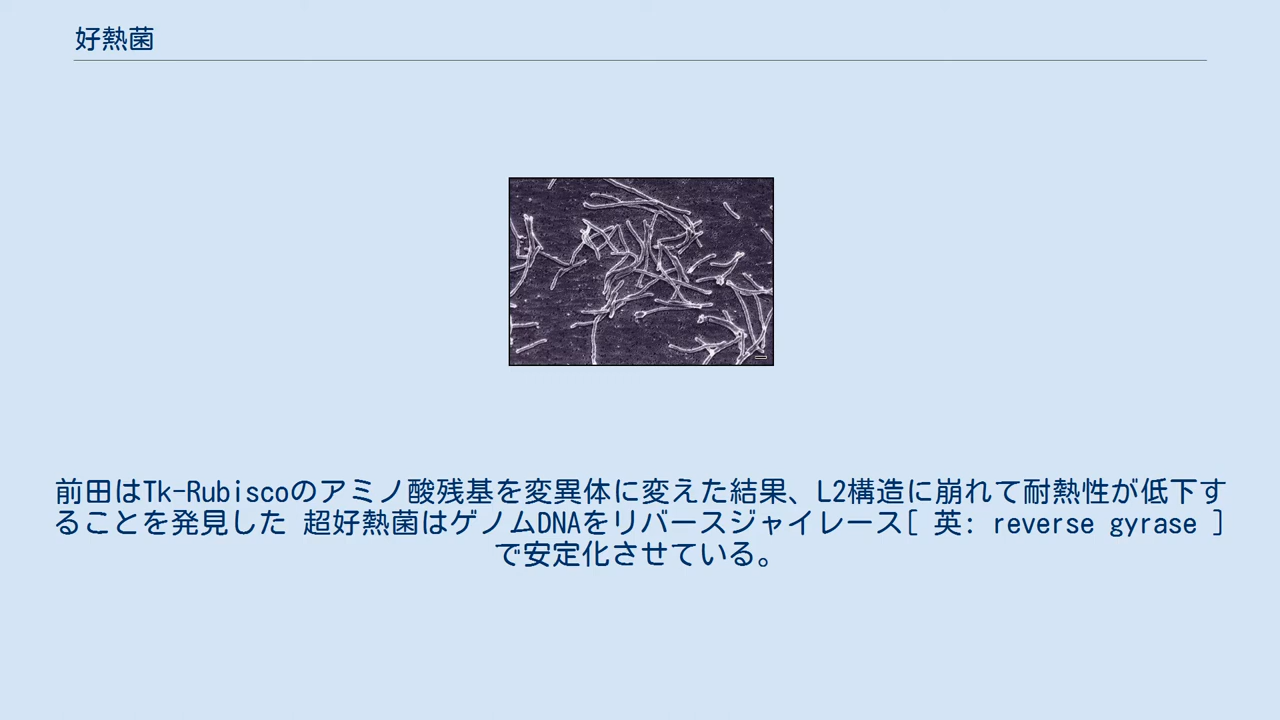 好熱菌
前田はTk-Rubiscoのアミノ酸残基を変異体に変えた結果、L2構造に崩れて耐熱性が低下す
ることを発見した 超好熱菌はゲノムDNAをリバースジャイレース[ 英: reverse gyrase ]
で安定化させている。